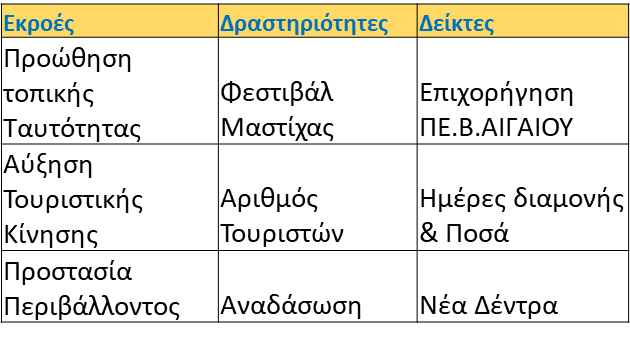 Εκροές Δραστηριότητες Δείκτες
Προώθηση
τοπικής Φεστιβάλ Επιχορήγηση
Ταυτότητας Μαστίχας ΠΕ.Β.ΑΙΓΑΙΟΥ
Αύξηση
Τουριστικής Αριθμός Ημέρες διαμονής
Κίνησης Τουριστών & Ποσά
Προστασία
Περιβάλλοντος Αναδάσωση Νέα Δέντρα